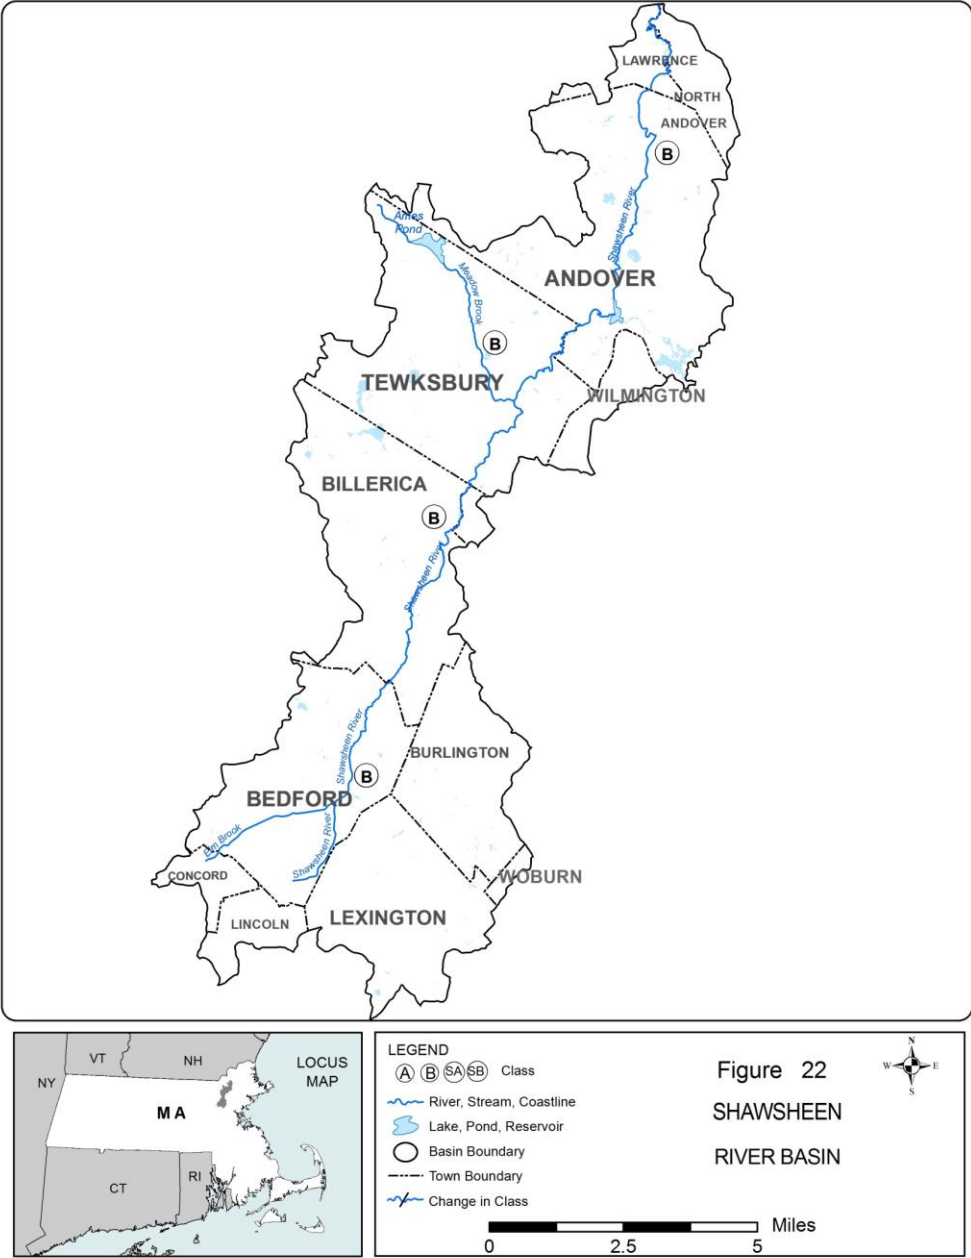 LAWRENCE
NORTH
ANDOVER
B
Shawsheen River
Ames
Pond
Meadow Brook
ANDOVER
B
TEWKSBURY
WILMINGTON
BILLERICA
B
Shawsheen River
Shawsheen River
BURLINGTON
B
BEDFORD
Elm Brook
Shawsheen River
CONCORD
WOBURN
LINCOLN
LEXINGTON
VT
NH
NY
LOCUS
MAP
MA
CT
RI
LEGEND
A B SA SB Class
River, Stream, Coastline
Lake, Pond, Reservoir
Basin Boundary
Town Boundary
Change in Class
Figure 22
SHAWSHEEN
RIVER BASIN
N
W E
S
Miles
0 2.5 5